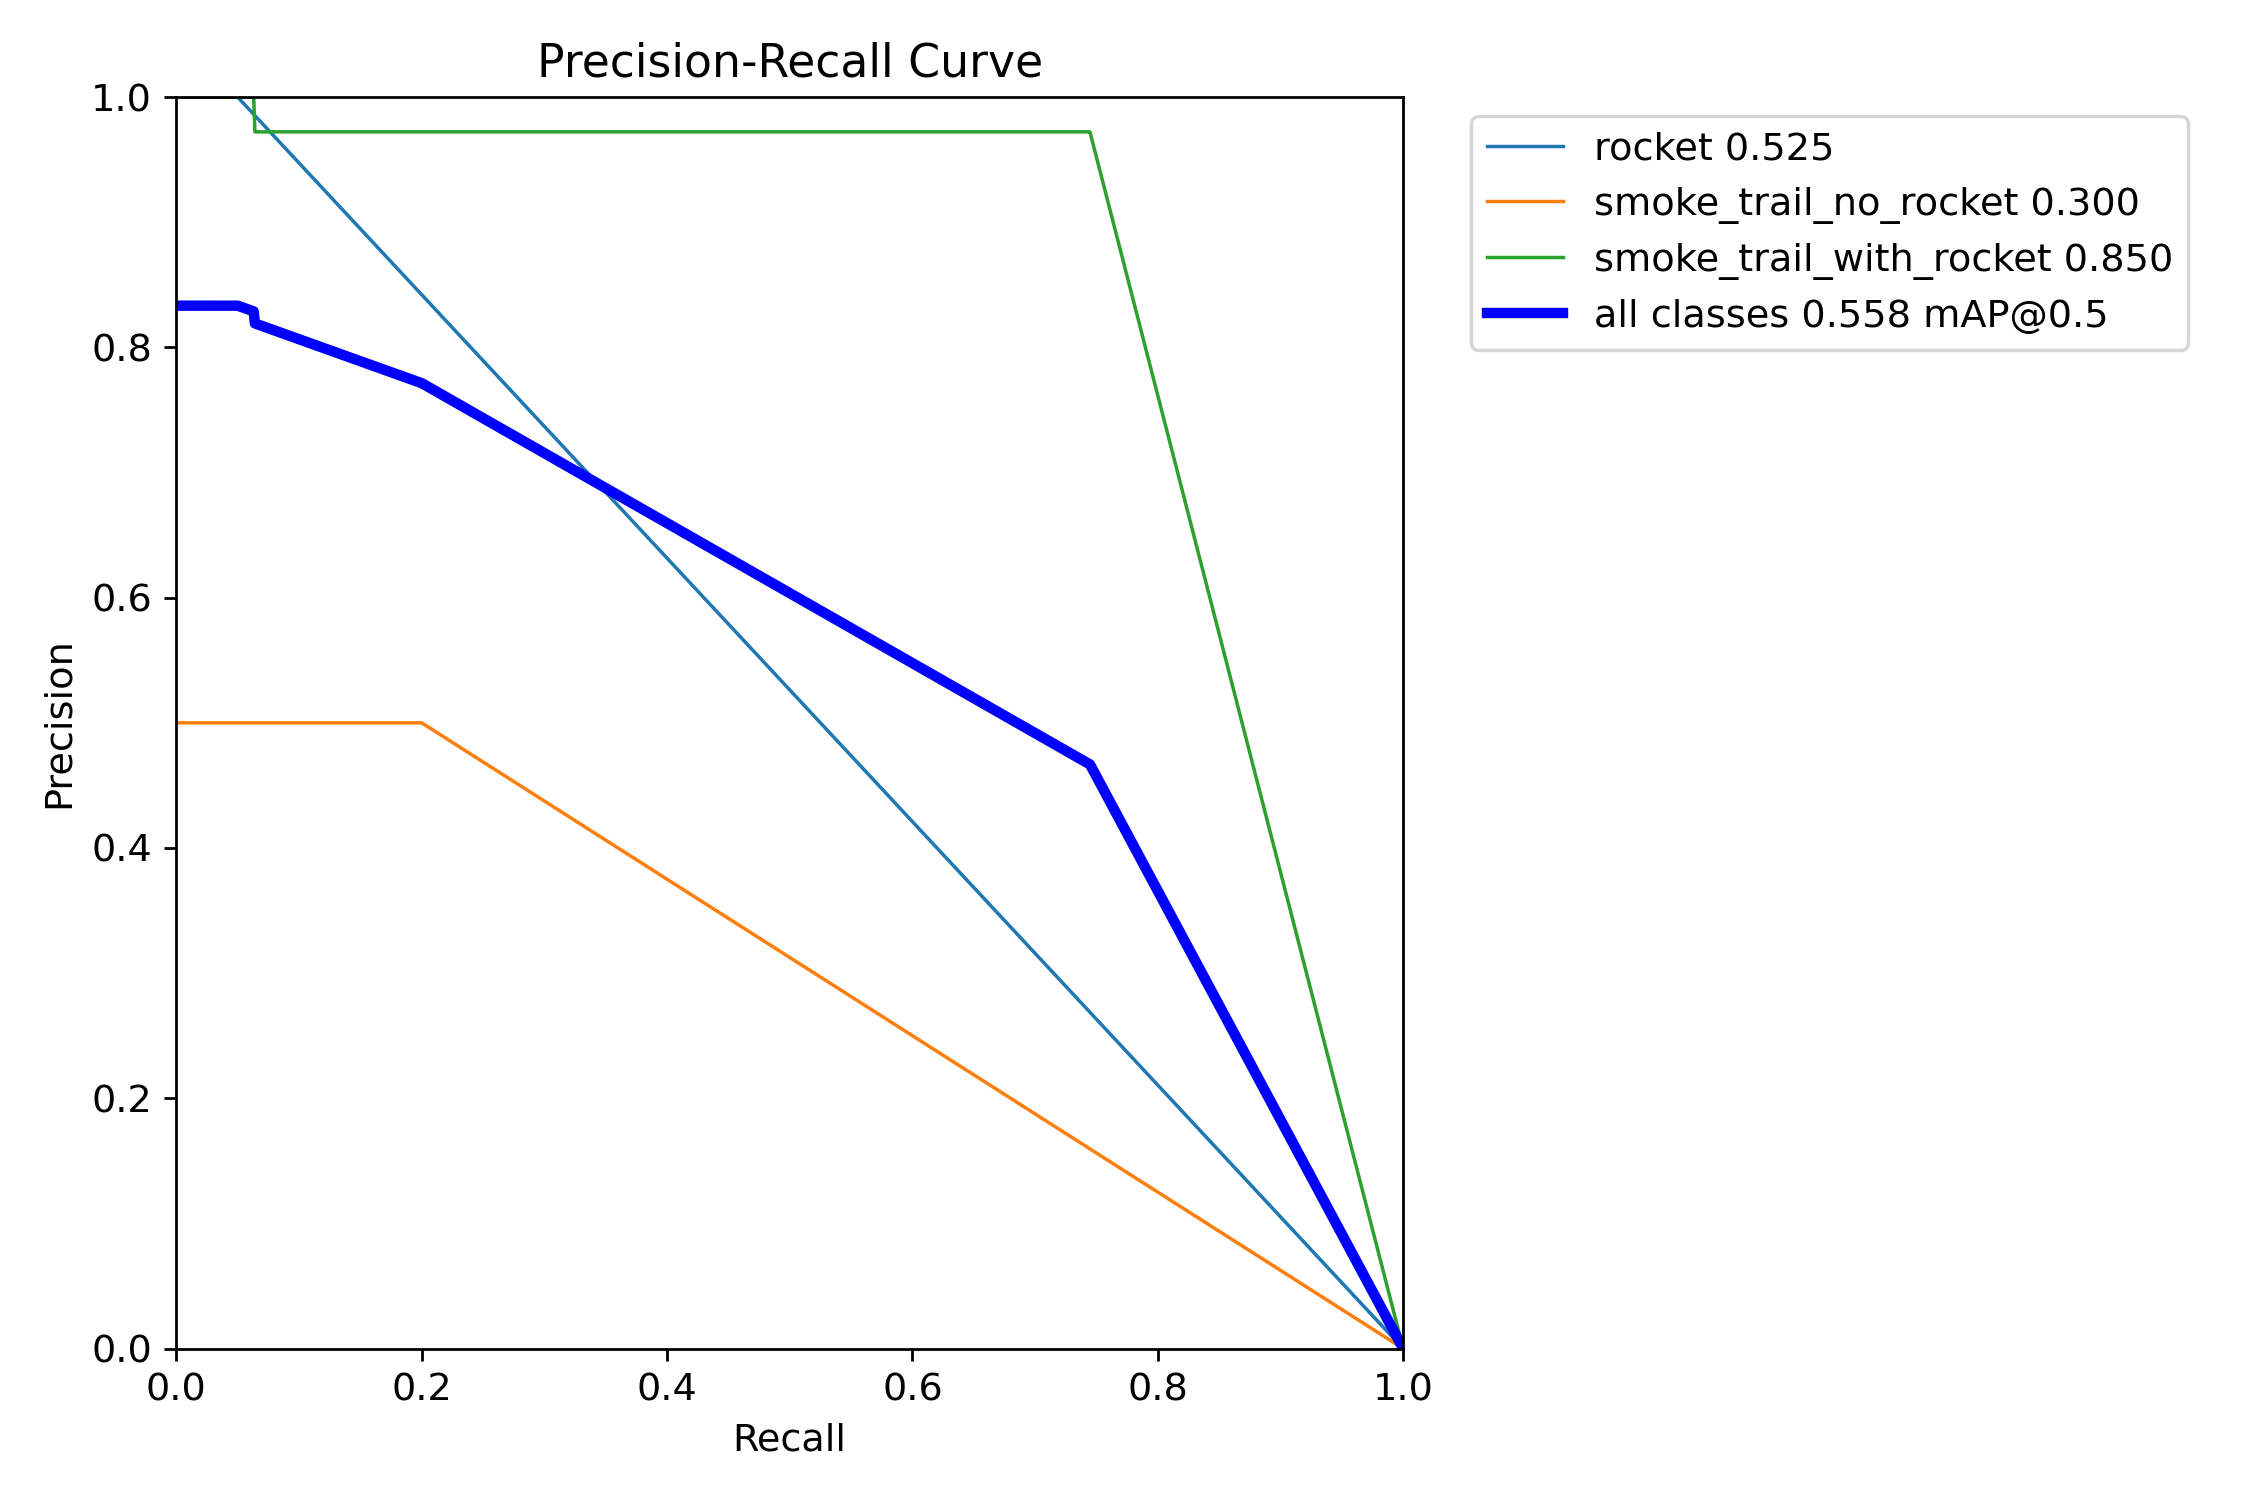 Precision-Recall Curve
1.0
0.8
0.6
0.4
0.2
0.0
Precision
0.0 0.2 0.4 0.6 0.8 1.0
Recall
rocket 0.525
smoke_trail_no_rocket 0.300
smoke_trail_with_rocket 0.850
all classes 0.558 mAP@0.5